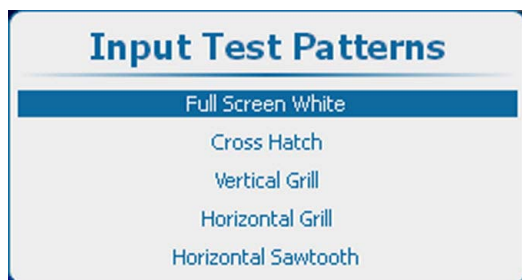 Input Test Patterns
Full Screen White
Cross Hatch
Vertical Grill
Horizontal Grill
Horizontal Sawtooth